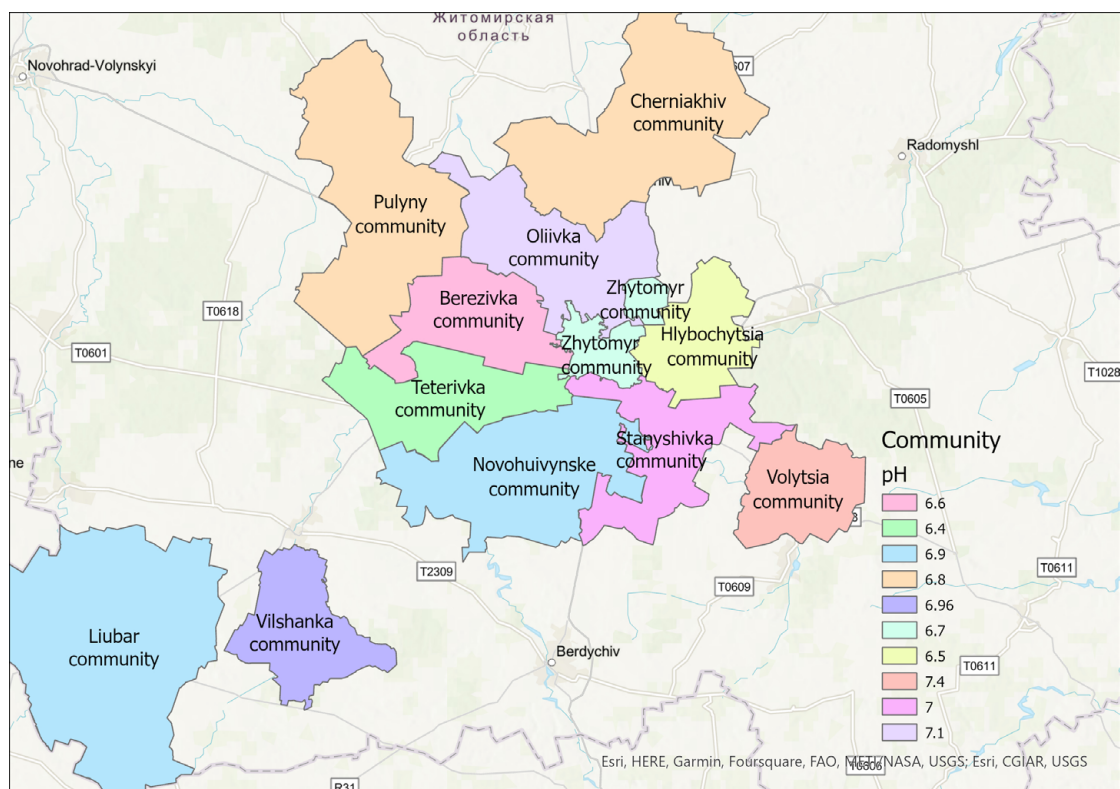 Житомирская
область
Novohrad-Volynskyi
Cherniakhiv
community
Radomyshl
Pulyny
community
Oliivka
community
T0618
Berezivka
community
Zhytomyr
community
T0601
Zhytomyr
community
Hlybochytsia
community
T1028
Teterivka
community
T0605
Stanyshivka
community
Novohuivynske
community
Volytsia
community
Community
pH
6.6
6.4
6.9
6.8
6.96
6.7
6.5
7.4
7
7.1
T2309
T0609
T0611
Liubar
community
Vilshanka
community
Berdychiv
T0611
Esri, HERE, Garmin, Foursquare, FAO, METI/NASA, USGS; Esri, CGIAR, USGS
R31